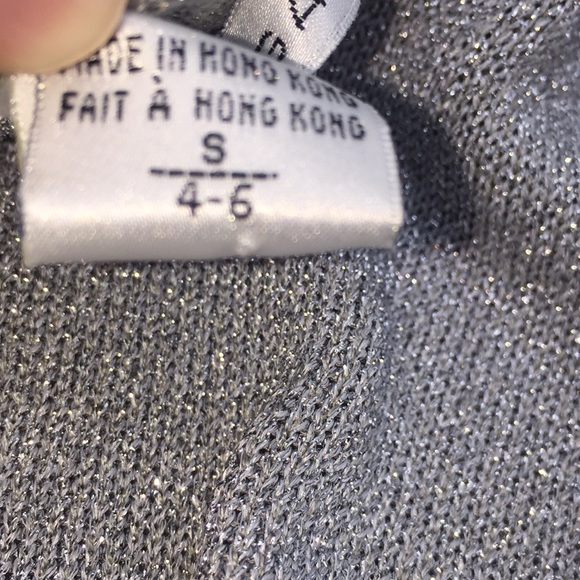 MADE IN HONG KONG
FAIT À HONG KONG
S
4-6